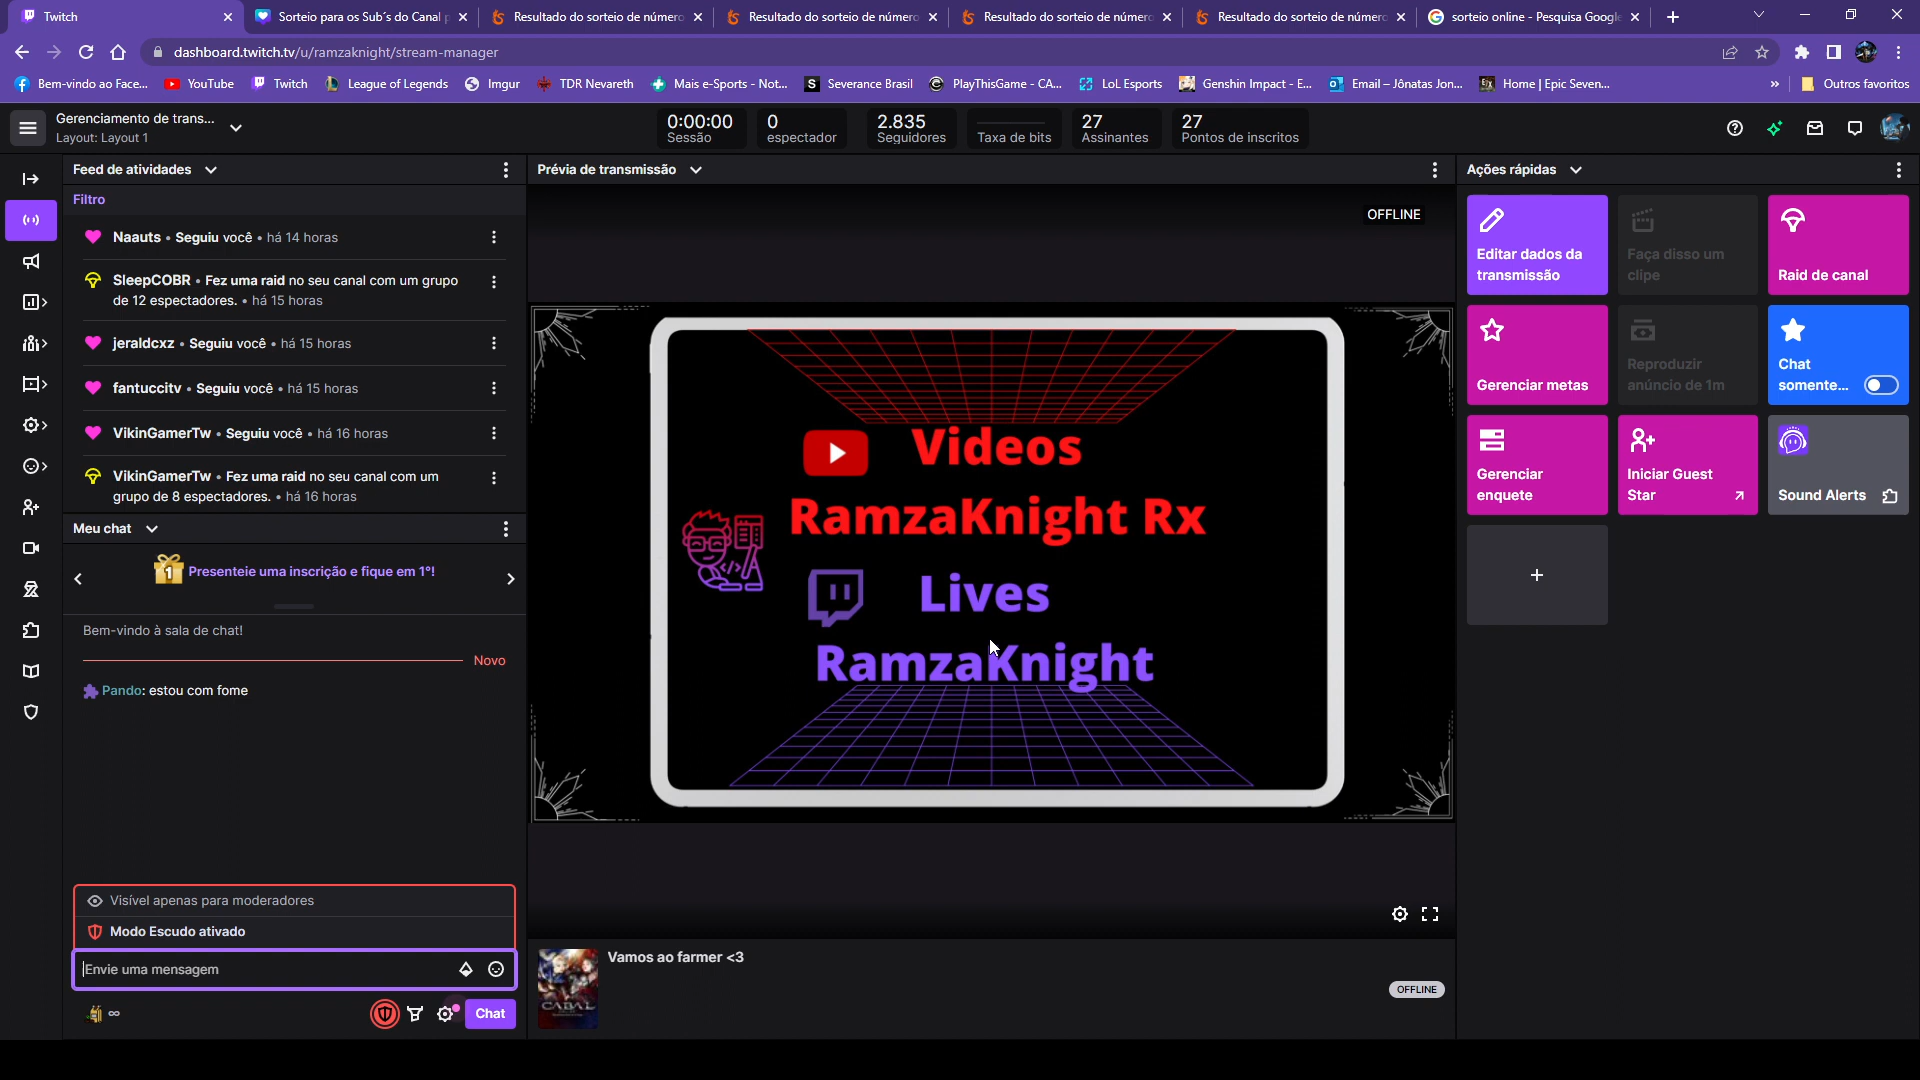 Twitch
Sorteio para os Sub´s do Canal
Resultado do sorteio de número
Resultado do sorteio de número
Resultado do sorteio de número
Resultado do sorteio de número
sorteio online - Pesquisa Google
dashboard.twitch.tv/u/ramzaknight/stream-manager
Bem-vindo ao Face...
YouTube
Twitch
League of Legends
Imgur
TDR Nevareth
Mais e-Sports - Not...
Severance Brasil
PlayThisGame - CA...
LoL Esports
Genshin Impact - E...
Email – Jônatas Jon...
Home | Epic Seven...
»
Outros favoritos
Gerenciamento de trans...
Layout: Layout 1
0:00:00
Sessão
0
espectador
2.835
Seguidores
Taxa de bits
27
Assinantes
27
Pontos de inscritos
Feed de atividades
Filtro
Naauts • Seguiu você • há 14 horas
SleepCOBR • Fez uma raid no seu canal com um grupo
de 12 espectadores. • há 15 horas
jeraldcxz • Seguiu você • há 15 horas
fantuccitv • Seguiu você • há 15 horas
VikinGamerTw • Seguiu você • há 16 horas
VikinGamerTw • Fez uma raid no seu canal com um
grupo de 8 espectadores. • há 16 horas
Meu chat
1
Presenteie uma inscrição e fique em 1º!
Bem-vindo à sala de chat!
Novo
Pando: estou com fome
Visível apenas para moderadores
Modo Escudo ativado
Envie uma mensagem
∞
Chat
Prévia de transmissão
OFFLINE
Videos
RamzaKnight Rx
Lives
RamzaKnight
Vamos ao farmer <3
CABAL
OFFLINE
Ações rápidas
Editar dados da
transmissão
Faça disso um
clipe
Raid de canal
Gerenciar metas
Reproduzir
anúncio de 1m
Chat
somente...
Gerenciar
enquete
Iniciar Guest
Star
Sound Alerts